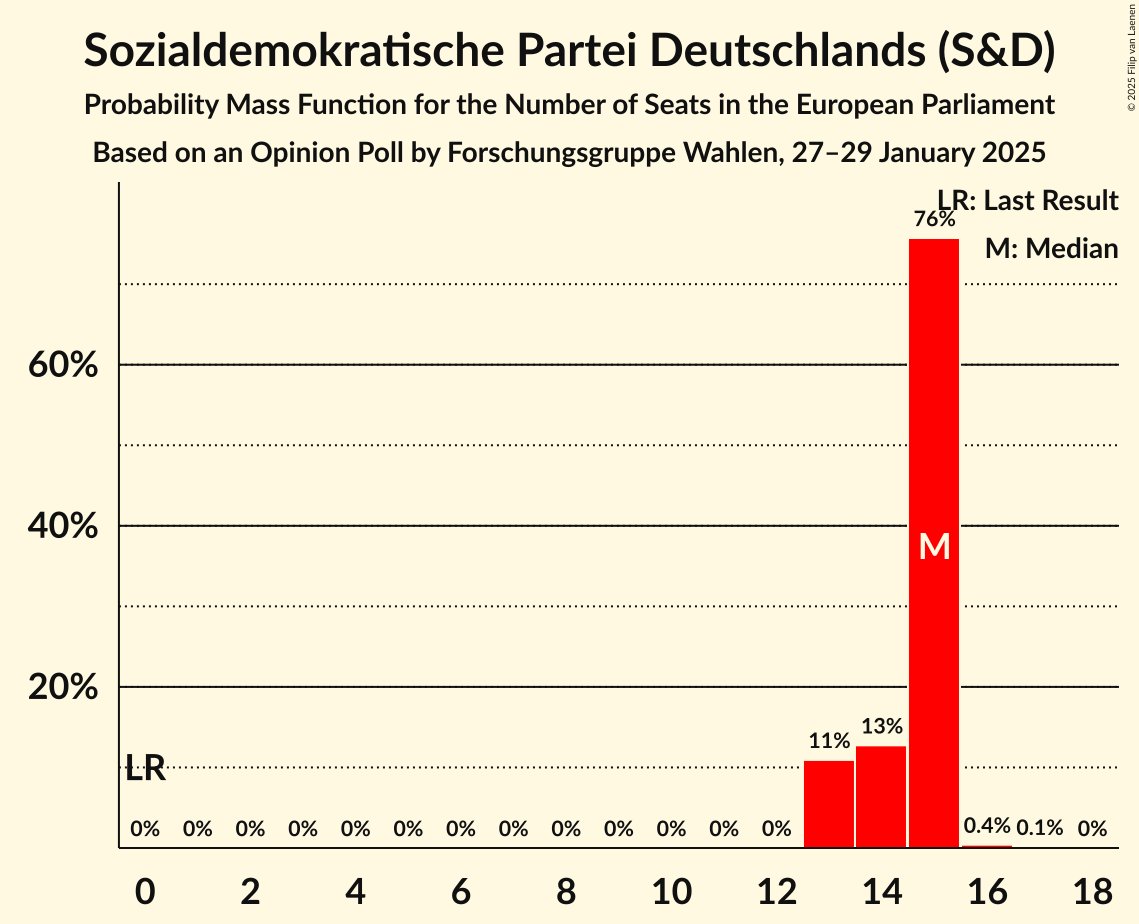 Sozialdemokratische Partei Deutschlands (S&D)
Probability Mass Function for the Number of Seats in the European Parliament
Based on an Opinion Poll by Forschungsgruppe Wahlen, 27–29 January 2025
© 2025 Filip van Laenen
LR: Last Result
M: Median
76%
60%
40%
M
20%
11% 13%
LR
0% 0% 0% 0% 0% 0% 0% 0% 0% 0% 0% 0% 0% 0.4% 0.1% 0%
0 2 4 6 8 10 12 14 16 18